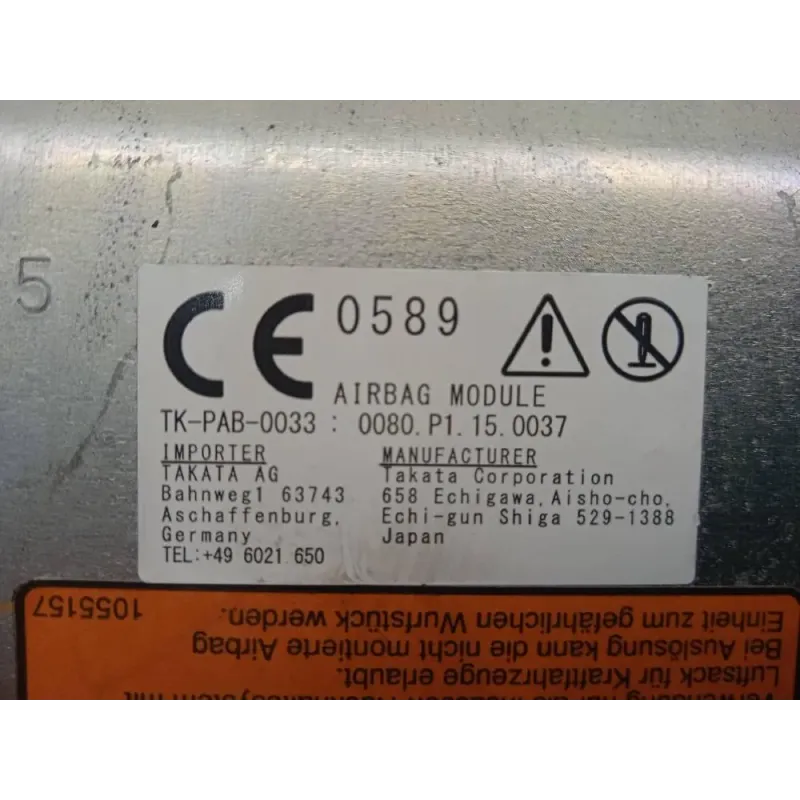 5
CE 0589
AIRBAG MODULE
TK-PAB-0033 : 0080.P1.15.0037
IMPORTER
TAKATA AG
Bahnweg1 63743
Aschaffenburg,
Germany
TEL:+49 6021 650
MANUFACTURER
Takata Corporation
658 Echigawa,Aisho-cho,
Echi-gun Shiga 529-1388
Japan
Luftsack für Kraftfahrzeuge erlaubt.
Bei Auslösung kann die nicht montierte Airbag
Einheit zum gefährlichen Wurfstück werden.
1055157